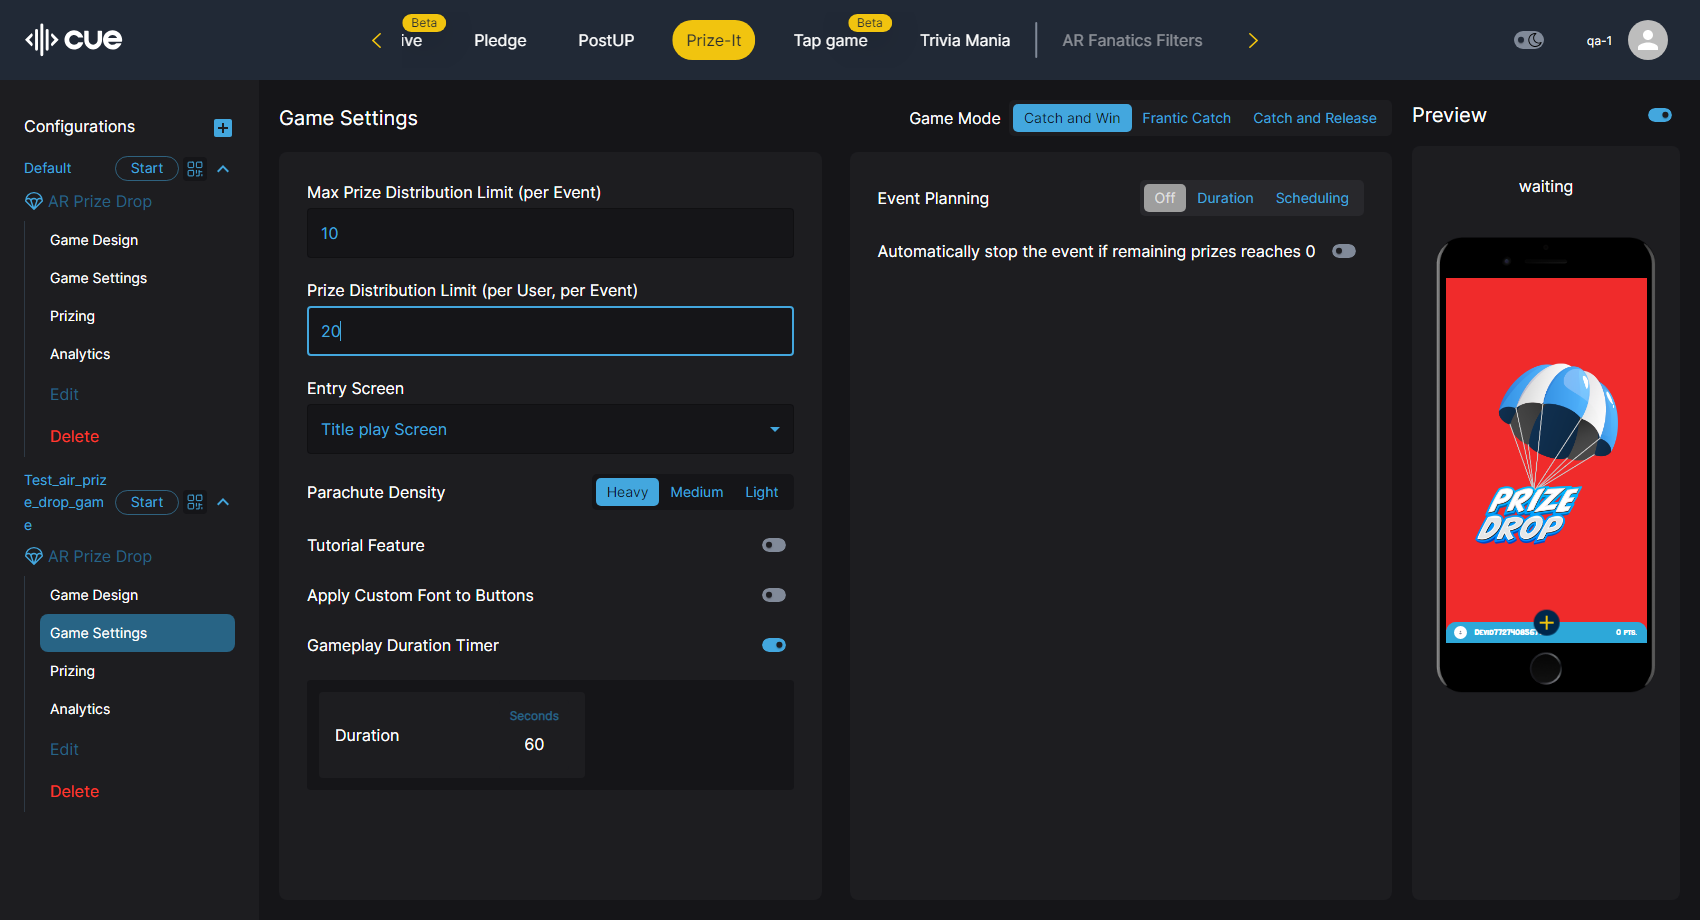 cue
Beta
ive
Pledge
PostUP
Prize-It
Beta
Tap game
Trivia Mania
AR Fanatics Filters
qa-1
Configurations
Default
Start
AR Prize Drop
Game Design
Game Settings
Prizing
Analytics
Edit
Delete
Test_air_priz
e_drop_gam
e
Start
AR Prize Drop
Game Design
Game Settings
Prizing
Analytics
Edit
Delete
Game Settings
Game Mode
Catch and Win
Frantic Catch
Catch and Release
Max Prize Distribution Limit (per Event)
10
Prize Distribution Limit (per User, per Event)
20
Entry Screen
Title play Screen
Parachute Density
Heavy
Medium
Light
Tutorial Feature
Apply Custom Font to Buttons
Gameplay Duration Timer
Duration
Seconds
60
Event Planning
Off
Duration
Scheduling
Automatically stop the event if remaining prizes reaches 0
Preview
waiting
PRIZE
DROP
0 PTS.